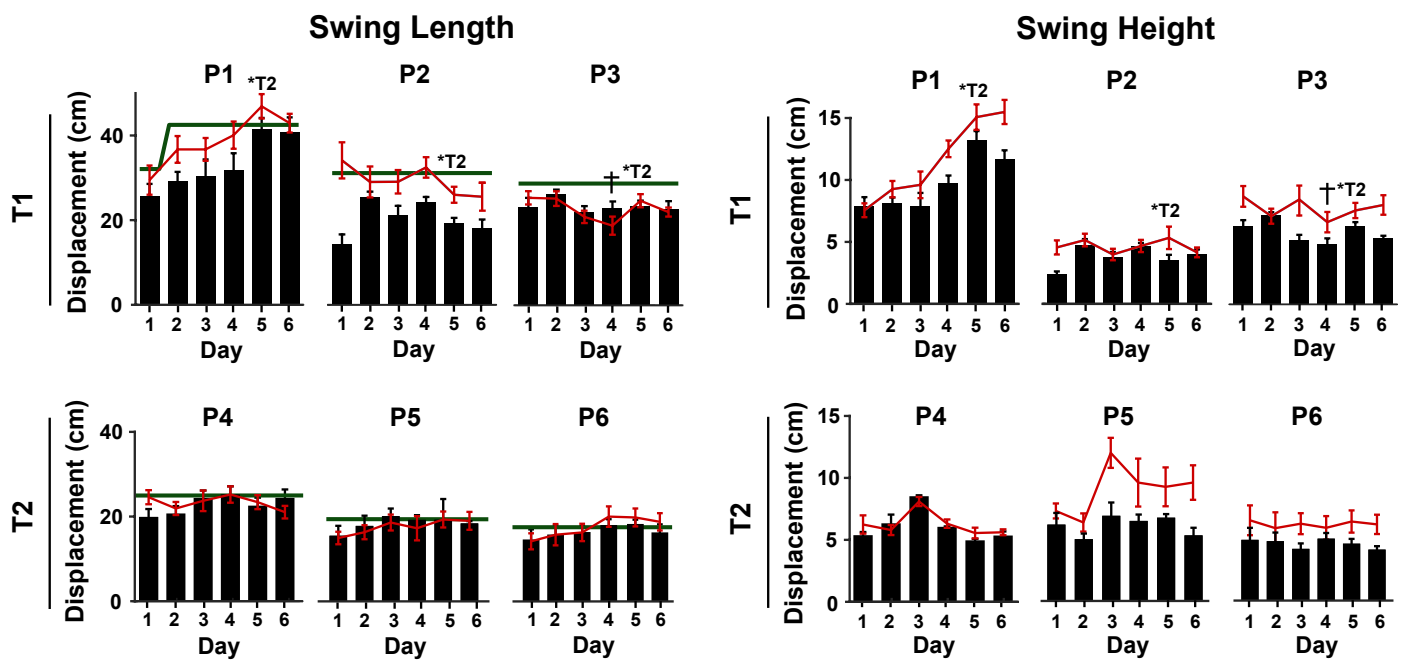 Swing Length
Swing Height
P1
P2
P3
P1
P2
P3
*T2
*T2
†*T2
*T2
*T2
†*T2
T1
Displacement (cm)
40
20
0
1 2 3 4 5 6
1 2 3 4 5 6
1 2 3 4 5 6
Day
Day
Day
T1
Displacement (cm)
15
10
5
0
1 2 3 4 5 6
1 2 3 4 5 6
1 2 3 4 5 6
Day
Day
Day
P4
P5
P6
T2
Displacement (cm)
40
20
0
1 2 3 4 5 6
1 2 3 4 5 6
1 2 3 4 5 6
Day
Day
Day
P4
P5
P6
T2
Displacement (cm)
15
10
5
0
1 2 3 4 5 6
1 2 3 4 5 6
1 2 3 4 5 6
Day
Day
Day